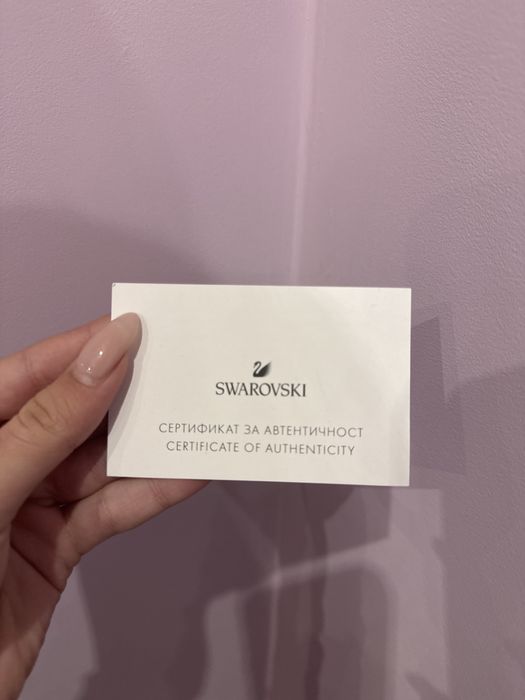 SWAROVSKI
СЕРТИФИКАТ ЗА АВТЕНТИЧНОСТ
CERTIFICATE OF AUTHENTICITY